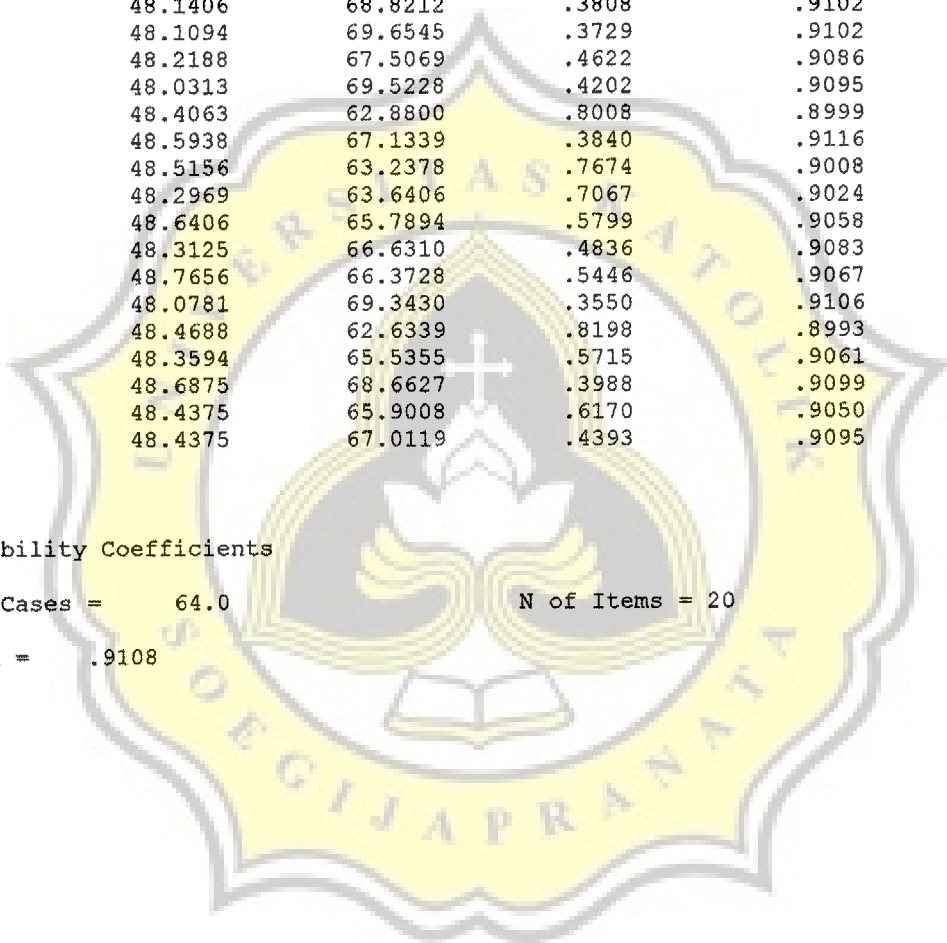 48.1406 68.8212 .3808 .9102
48.1094 69.6545 .3729 .9102
48.2188 67.5069 .4622 .9086
48.0313 69.5228 .4202 .9095
48.4063 62.8800 .8008 .8999
48.5938 67.1339 .3840 .9116
48.5156 63.2378 .7674 .9008
48.2969 63.6406 .7067 .9024
48.6406 65.7894 .5799 .9058
48.3125 66.6310 .4836 .9083
48.7656 66.3728 .5446 .9067
48.0781 69.3430 .3550 .9106
48.4688 62.6339 .8198 .8993
48.3594 65.5355 .5715 .9061
48.6875 68.6627 .3988 .9099
48.4375 65.9008 .6170 .9050
48.4375 67.0119 .4393 .9095
bility Coefficients
Cases = 64.0 N of Items = 20
= .9108
KATOLIK
SOEGIJAPRANATA